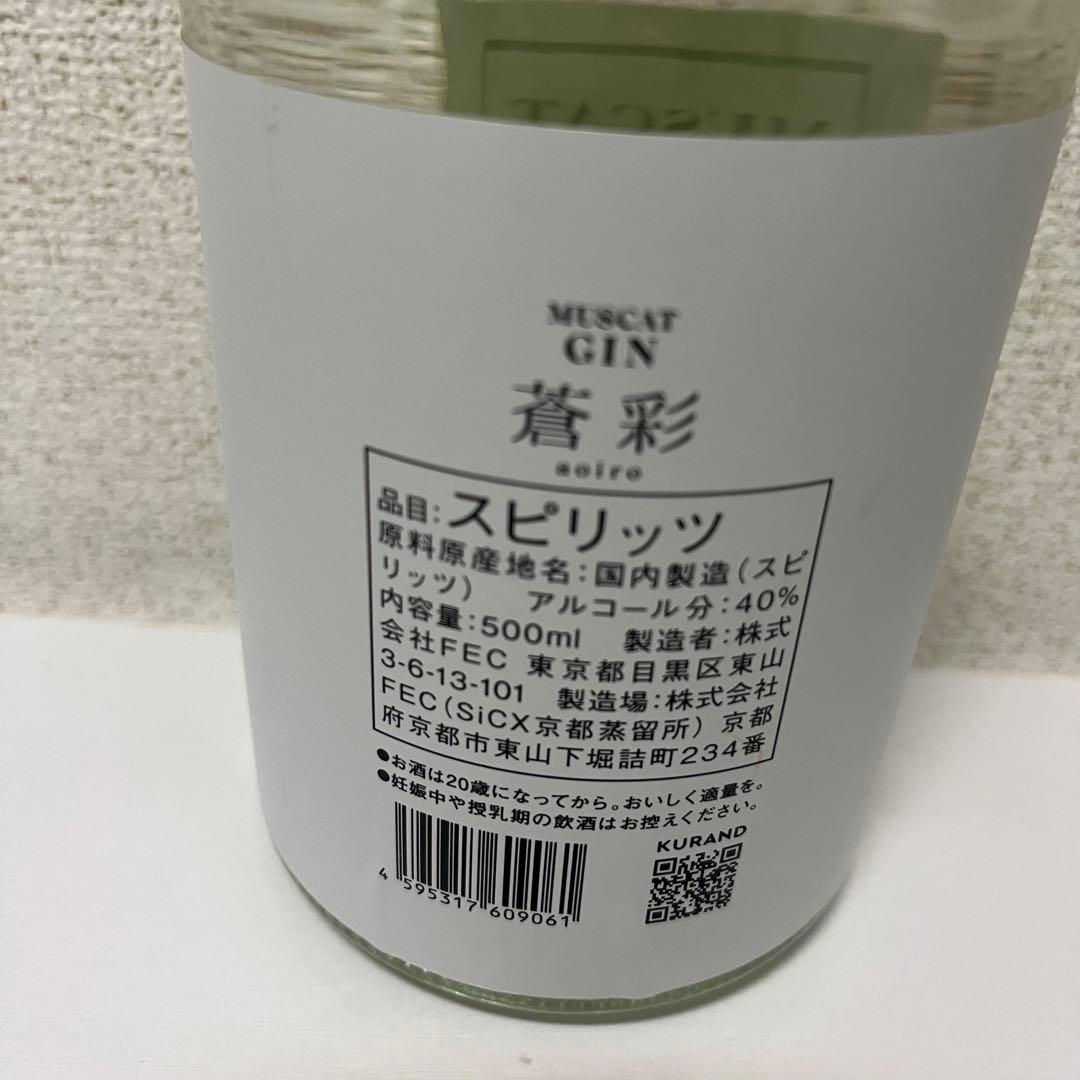 MUSCAT
MUSCAT
GIN
蒼彩
aoiro
品目:スピリッツ
原料原産地名:国内製造(スピ
リッツ) アルコール分:40%
内容量:500ml 製造者:株式
会社FEC 東京都目黒区東山
3-6-13-101 製造場:株式会社
FEC(SiCX京都蒸留所)京都
府京都市東山下堀詰町234番
●お酒は20歳になってから。おいしく適量を。
●妊娠中や授乳期の飲酒はお控えください。
KURAND
4 595317 609061